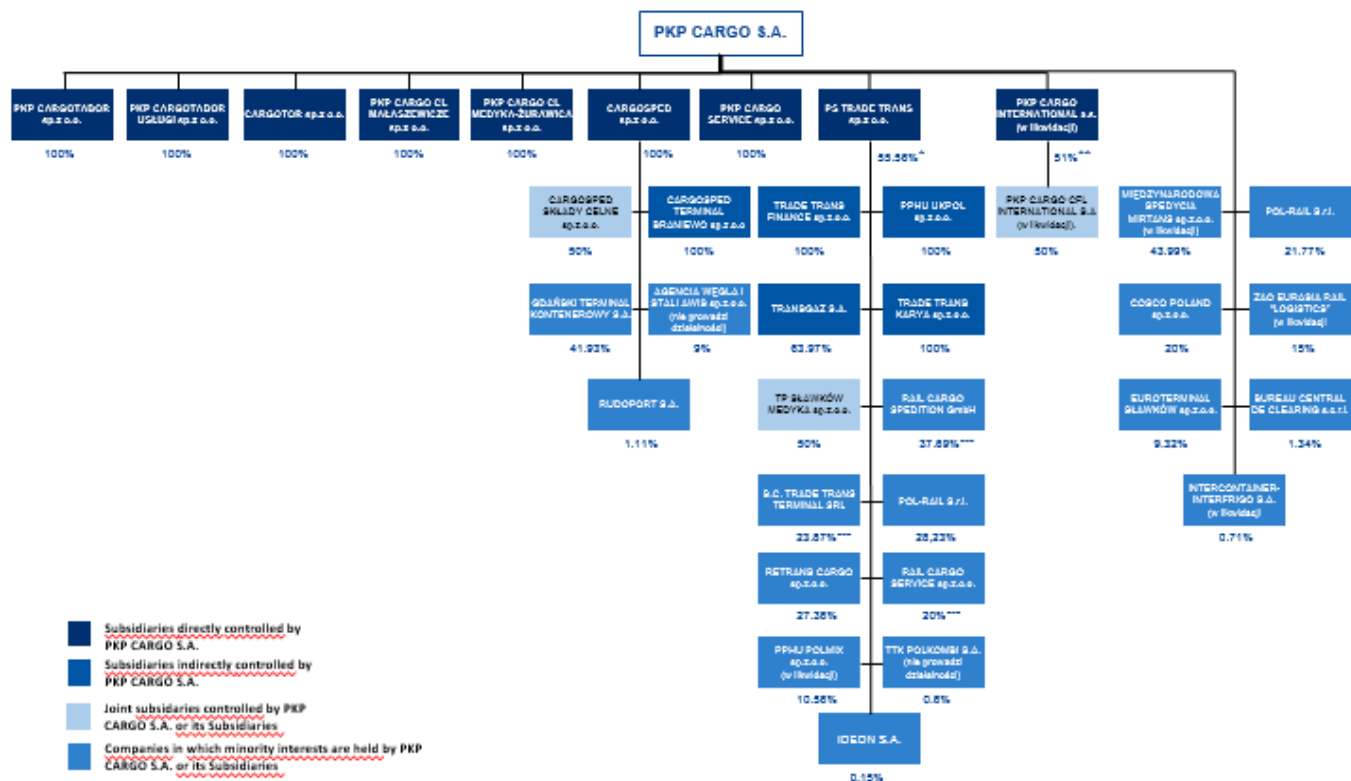 PKP CARGO S.A.
PKP CARGOTABOR
sp.z o.o.
100%
PKP CARGOTABOR
USŁUGI sp.z o.o.
100%
CARGOTOR sp.z o.o.
100%
PKP CARGO CL
MAŁASZEWICZE
sp.z o.o.
100%
PKP CARGO CL
MEDYKA-ŻURAWICA
sp.z o.o.
100%
CARGOSPED
sp.z o.o.
100%
PKP CARGO
SERVICE sp.z o.o.
100%
PS TRADE TRANS
sp.z o.o.
55.56%*
PKP CARGO
INTERNATIONAL s.a.
(w likvidacji)
51%**
CARGOSPED
SKŁADY CELNE
sp.z.o.o.
50%
CARGOSPED
TERMINAL
BRANIEWO sp.z.o.o
100%
TRADE TRANS
FINANCE sp.z.o.o.
100%
PPHU UKPOL
sp.z.o.o.
100%
PKP CARGO CFL
INTERNATIONAL S.A
(w likvidacji).
50%
MIĘDZYNARODOWA
SPEDYCJA
MIRTANS sp.z.o.o.
(w likvidacji)
43.99%
POL-RAIL S.r.l.
21.77%
GDAŃSKI TERMINAL
KONTENEROWY S.A.
41.93%
AGENCIA WĘGLA I
STALI AWIS sp.z.o.o.
(nie prowadzi
działalności)
9%
TRANSGAZ S.A.
63.97%
TRADE TRANS
KARYA sp.z.o.o.
100%
COSCO POLAND
sp.z.o.o.
20%
ZAO EURASIA RAIL
"LOGISTICS"
(w likvidacji
15%
RUDOPORT S.A.
1.11%
TP SŁAWKÓW
MEDYKA sp.z.o.o.
50%
RAIL CARGO
SPEDITION GmbH
37.69%***
EUROTERMINAL
SŁAWKÓW sp.z.o.o.
9.32%
BUREAU CENTRAL
DE CLEARING s.c.r.l.
1.34%
S.C. TRADE TRANS
TERMINAL SRL
23.87%***
POL-RAIL S.r.l.
28,23%
INTERCONTAINER-
INTERFRIGO S.A.
(w likvidacji
0.71%
RETRANS CARGO
sp.z.o.o.
27.38%
RAIL CARGO
SERVICE sp.z.o.o.
20%***
PPHU POLMIX
sp.z.o.o.
(w likvidacji)
10.58%
TTK POLKOMBI S.A.
(nie prowadzi
działalności)
0.8%
IDEON S.A.
0.15%
Subsidiaries directly controlled by
PKP CARGO S.A.
Subsidiaries indirectly controlled by
PKP CARGO S.A.
Joint subsidaries controlled by PKP
CARGO S.A. or its Subsidiaries
Companies in which minority interests are held by PKP
CARGO S.A. or its Subsidiaries